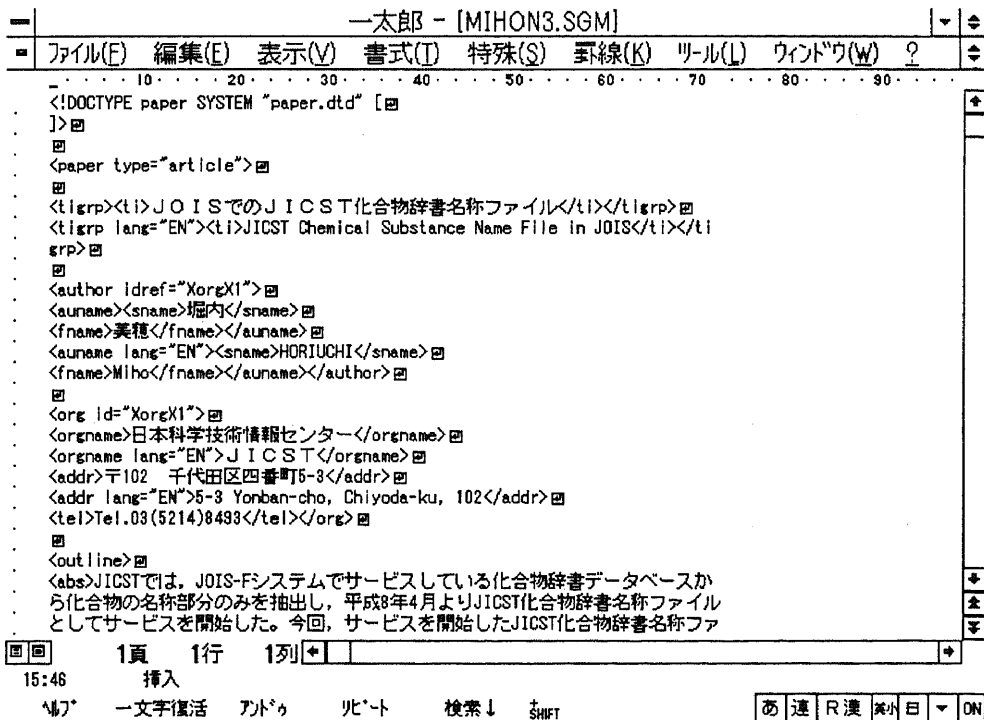 一太郎 - [MIHON3.SGM]
ファイル(F) 編集(E) 表示(V) 書式(T) 特殊(S) 罫線(K) ツール(L) ウィンドウ(W) ?
10 20 30 40 50 60 70 80 90
<!DOCTYPE paper SYSTEM "paper.dtd" [
]>
<paper type="article">
<tigrp><ti>JOISでのJICST化合物辞書名称ファイル</ti></tigrp>
<tigrp lang="EN"><ti>JICST Chemical Substance Name File in JOIS</ti></ti
grp>
<author idref="XorgX1">
<auname><sname>堀内</sname>
<fname>美穂</fname></auname>
<auname lang="EN"><sname>HORIUCHI</sname>
<fname>Miho</fname></auname></author>
<org id="XorgX1">
<orgname>日本科学技術情報センター</orgname>
<orgname lang="EN">JICST</orgname>
<addr>〒102 千代田区四番町5-3</addr>
<addr lang="EN">5-3 Yonban-cho, Chiyoda-ku, 102</addr>
<tel>Tel.03(5214)8493</tel></org>
<outline>
<abs>JICSTでは，JOIS-Fシステムでサービスしている化合物辞書データベースか
ら化合物の名称部分のみを抽出し，平成8年4月よりJICST化合物辞書名称ファイル
としてサービスを開始した。今回，サービスを開始したJICST化合物辞書名称ファ
1頁 1行 1列
15:46 挿入
ヘルプ 一文字復活 アンドゥ リピート 検索↓ SHIFT あ 連 R漢 英小 日 ON